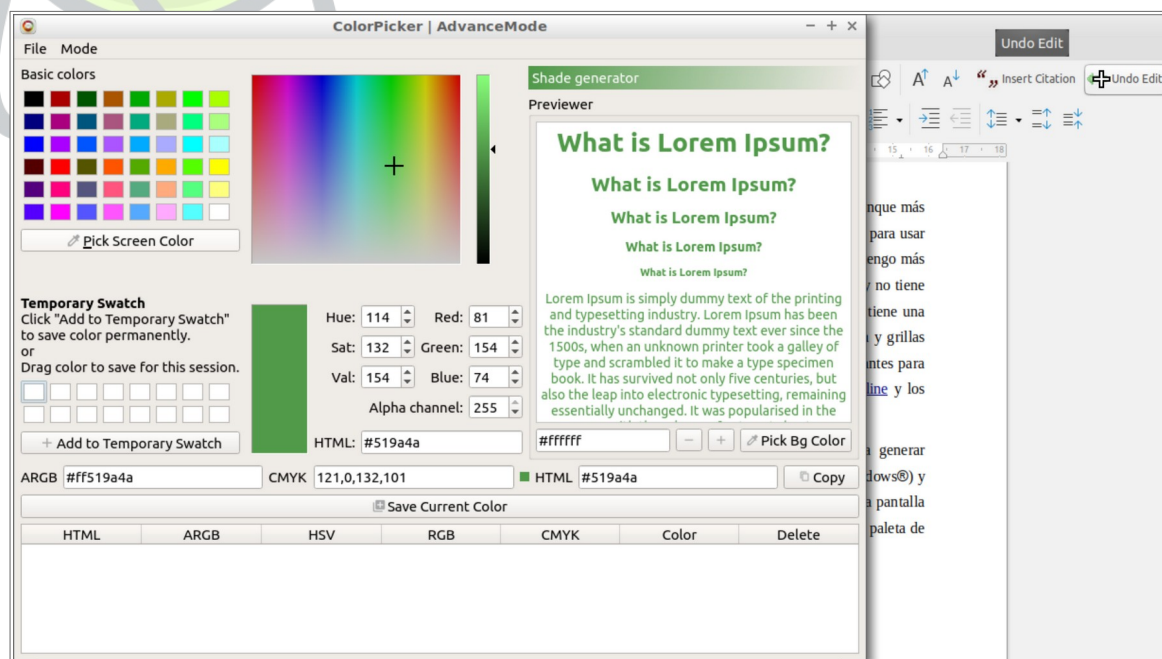 ColorPicker | AdvanceMode
File Mode
Basic colors
Pick Screen Color
Temporary Swatch
Click "Add to Temporary Swatch"
to save color permanently.
or
Drag color to save for this session.
+ Add to Temporary Swatch
Hue: 114 Red: 81
Sat: 132 Green: 154
Val: 154 Blue: 74
Alpha channel: 255
HTML: #519a4a
Shade generator
Previewer
What is Lorem Ipsum?
What is Lorem Ipsum?
What is Lorem Ipsum?
What is Lorem Ipsum?
What is Lorem Ipsum?
Lorem Ipsum is simply dummy text of the printing
and typesetting industry. Lorem Ipsum has been
the industry's standard dummy text ever since the
1500s, when an unknown printer took a galley of
type and scrambled it to make a type specimen
book. It has survived not only five centuries, but
also the leap into electronic typesetting, remaining
essentially unchanged. It was popularised in the
#ffffff - + Pick Bg Color
ARGB #ff519a4a CMYK 121,0,132,101 HTML #519a4a Copy
Save Current Color
HTML ARGB HSV RGB CMYK Color Delete
Undo Edit
Insert Citation Undo Edit
15 16 17 18
más
para usar
más
y no tiene
tiene una
y grillas
para
y los
generar
y
pantalla
paleta de